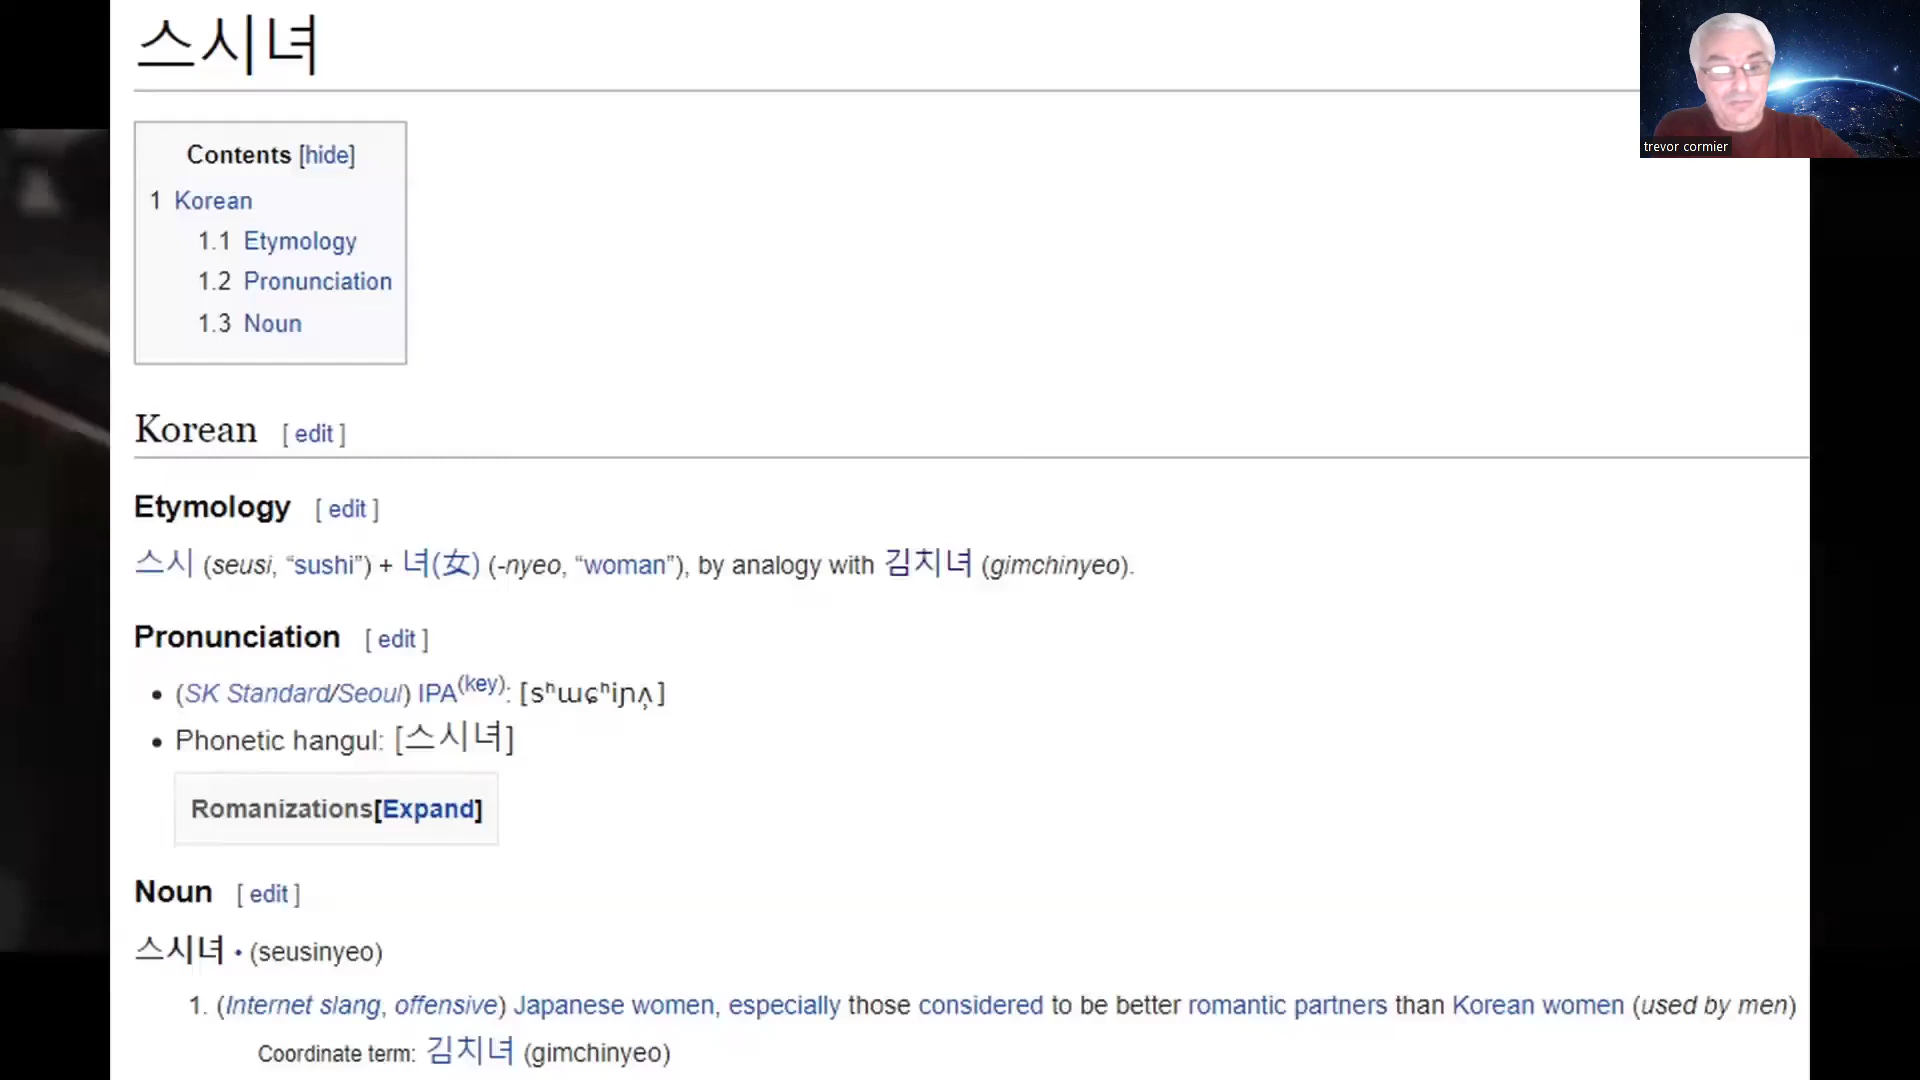 스시녀
trevor cormier
Contents [hide]
1 Korean
1.1 Etymology
1.2 Pronunciation
1.3 Noun
Korean [ edit ]
Etymology [ edit ]
스시 (seusi, “sushi”) + 녀(女) (-nyeo, “woman”), by analogy with 김치녀 (gimchinyeo).
Pronunciation [ edit ]
• (SK Standard/Seoul) IPA(key): [sʰɯɕʰiɲʌ̹]
• Phonetic hangul: [스시녀]
Romanizations[Expand]
Noun [ edit ]
스시녀 • (seusinyeo)
1. (Internet slang, offensive) Japanese women, especially those considered to be better romantic partners than Korean women (used by men)
Coordinate term: 김치녀 (gimchinyeo)